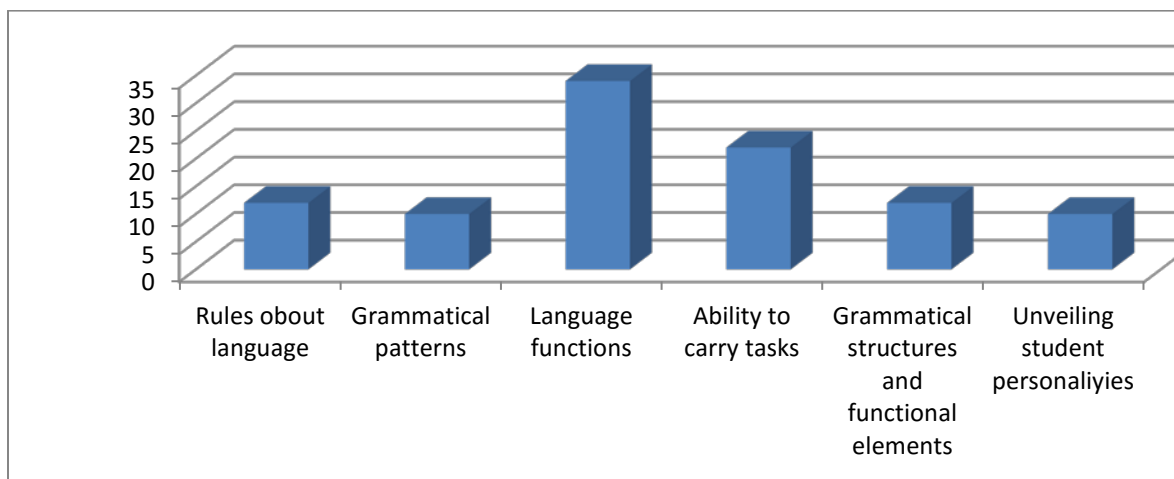 35
30
25
20
15
10
5
0
Rules obout
language
Grammatical
patterns
Language
functions
Ability to
carry tasks
Grammatical
structures
and
functional
elements
Unveiling
student
personaliyies